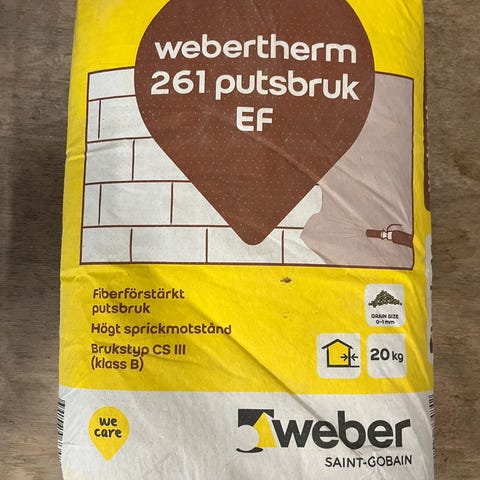 webertherm
261 putsbruk
EF
Fiberförstärkt
putsbruk
Högt sprickmotstånd
Brukstyp CS III
(klass B)
GRAIN SIZE
0-1 mm
20 kg
we
care
weber
SAINT-GOBAIN